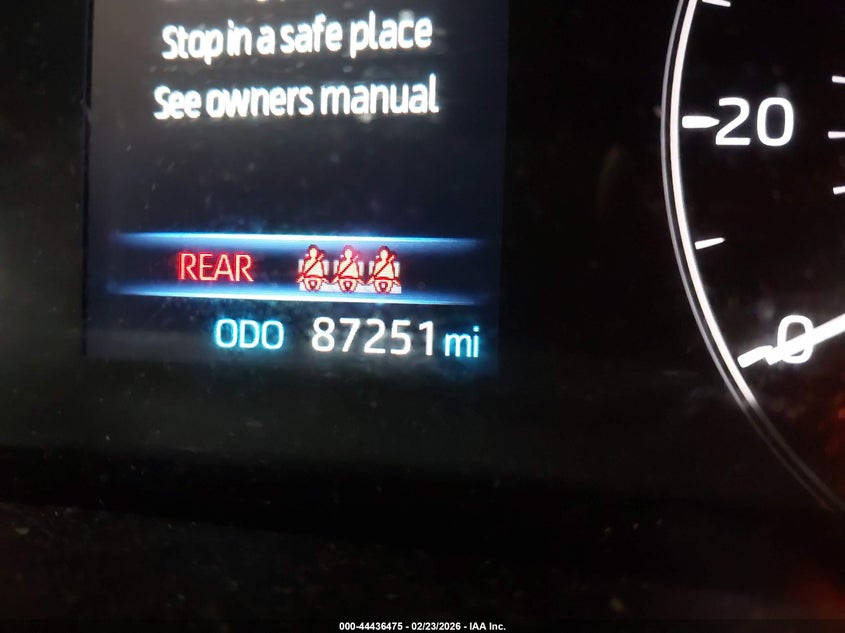 Stop in a safe place
See owners manual
20
REAR
0
ODO 87251 mi
000-44436475 - 02/23/2026 - IAA Inc.